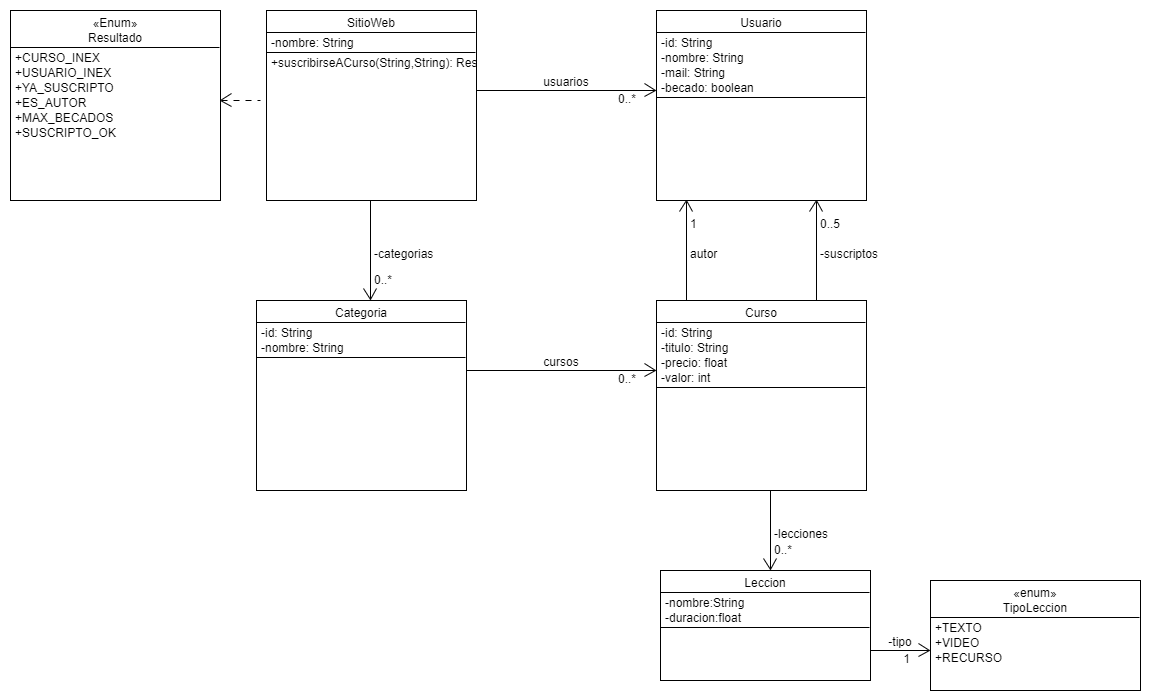 «Enum»
Resultado
+CURSO_INEX
+USUARIO_INEX
+YA_SUSCRIPTO
+ES_AUTOR
+MAX_BECADOS
+SUSCRIPTO_OK
SitioWeb
-nombre: String
+suscribirseACurso(String,String): Res
usuarios
0..*
Usuario
-id: String
-nombre: String
-mail: String
-becado: boolean
1
autor
0..5
-suscriptos
-categorias
0..*
Categoria
-id: String
-nombre: String
cursos
0..*
Curso
-id: String
-titulo: String
-precio: float
-valor: int
-lecciones
0..*
Leccion
-nombre:String
-duracion:float
-tipo
1
«enum»
TipoLeccion
+TEXTO
+VIDEO
+RECURSO